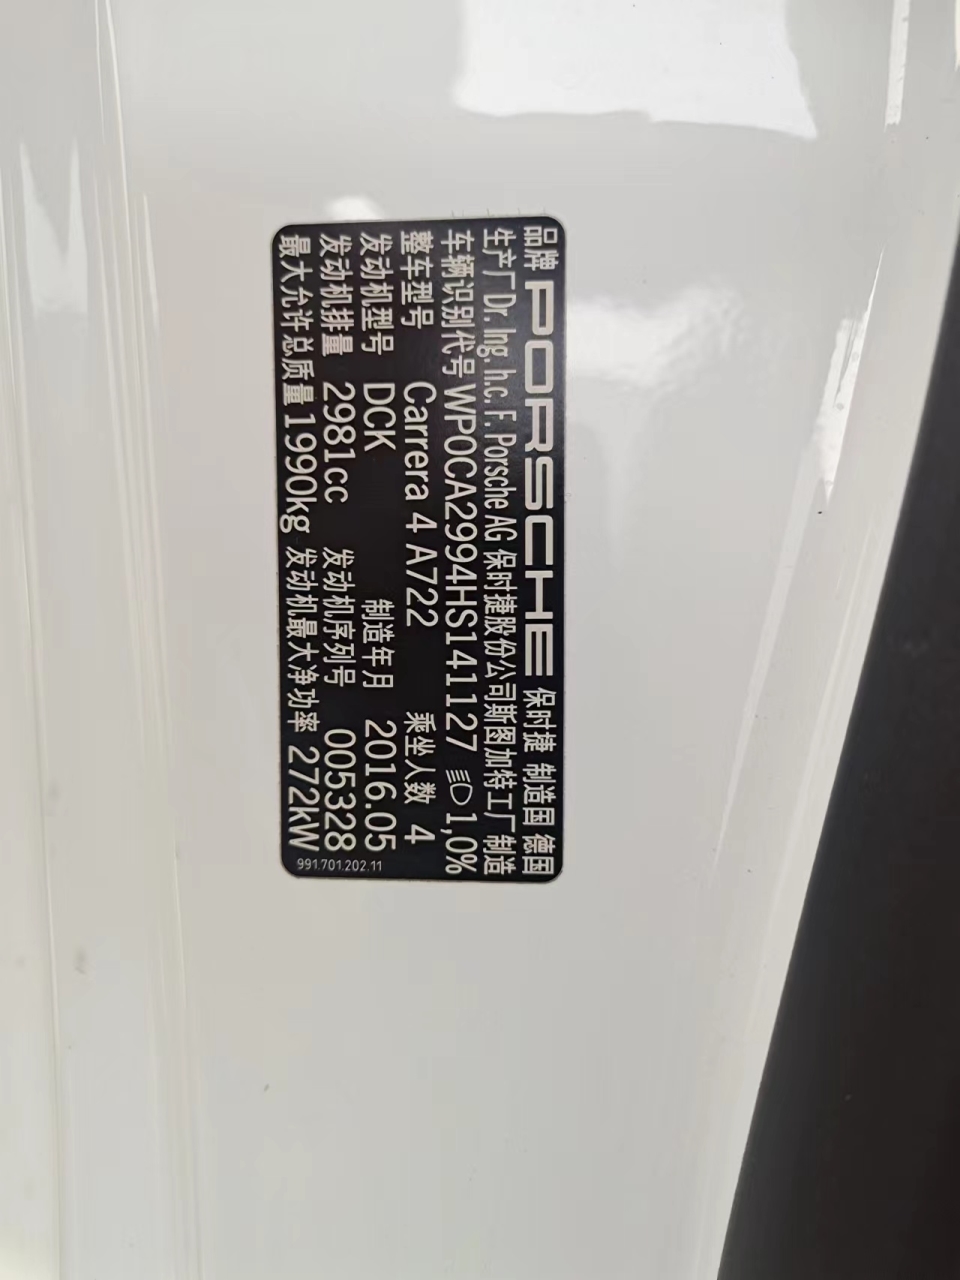 品牌 PORSCHE 保时捷 制造国 德国
生产厂 Dr. Ing. h.c. F. Porsche AG 保时捷股份公司斯图加特工厂制造
车辆识别代号 WP0CA2994HS141127 1,0%
整车型号 Carrera 4 A722 乘坐人数 4
发动机型号 DCK 制造年月 2016.05
发动机排量 2981cc 发动机序列号 005328
最大允许总质量 1990kg 发动机最大净功率 272kW
991.701.202.11